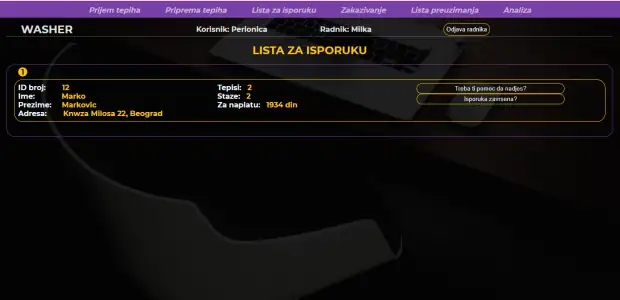 Prijem tepiha Priprema tepiha Lista za isporuku Zakazivanje Lista preuzimanja Analiza
WASHER Korisnik: Perionica Radnik: Milka Odjava radnika
LISTA ZA ISPORUKU
1
ID broj: 12 Tepisi: 2 Treba ti pomoc da nadjes?
Ime: Marko Staze: 2 Isporuka zavrsena?
Prezime: Markovic Za naplatu: 1934 din
Adresa: Knwza Milosa 22, Beograd